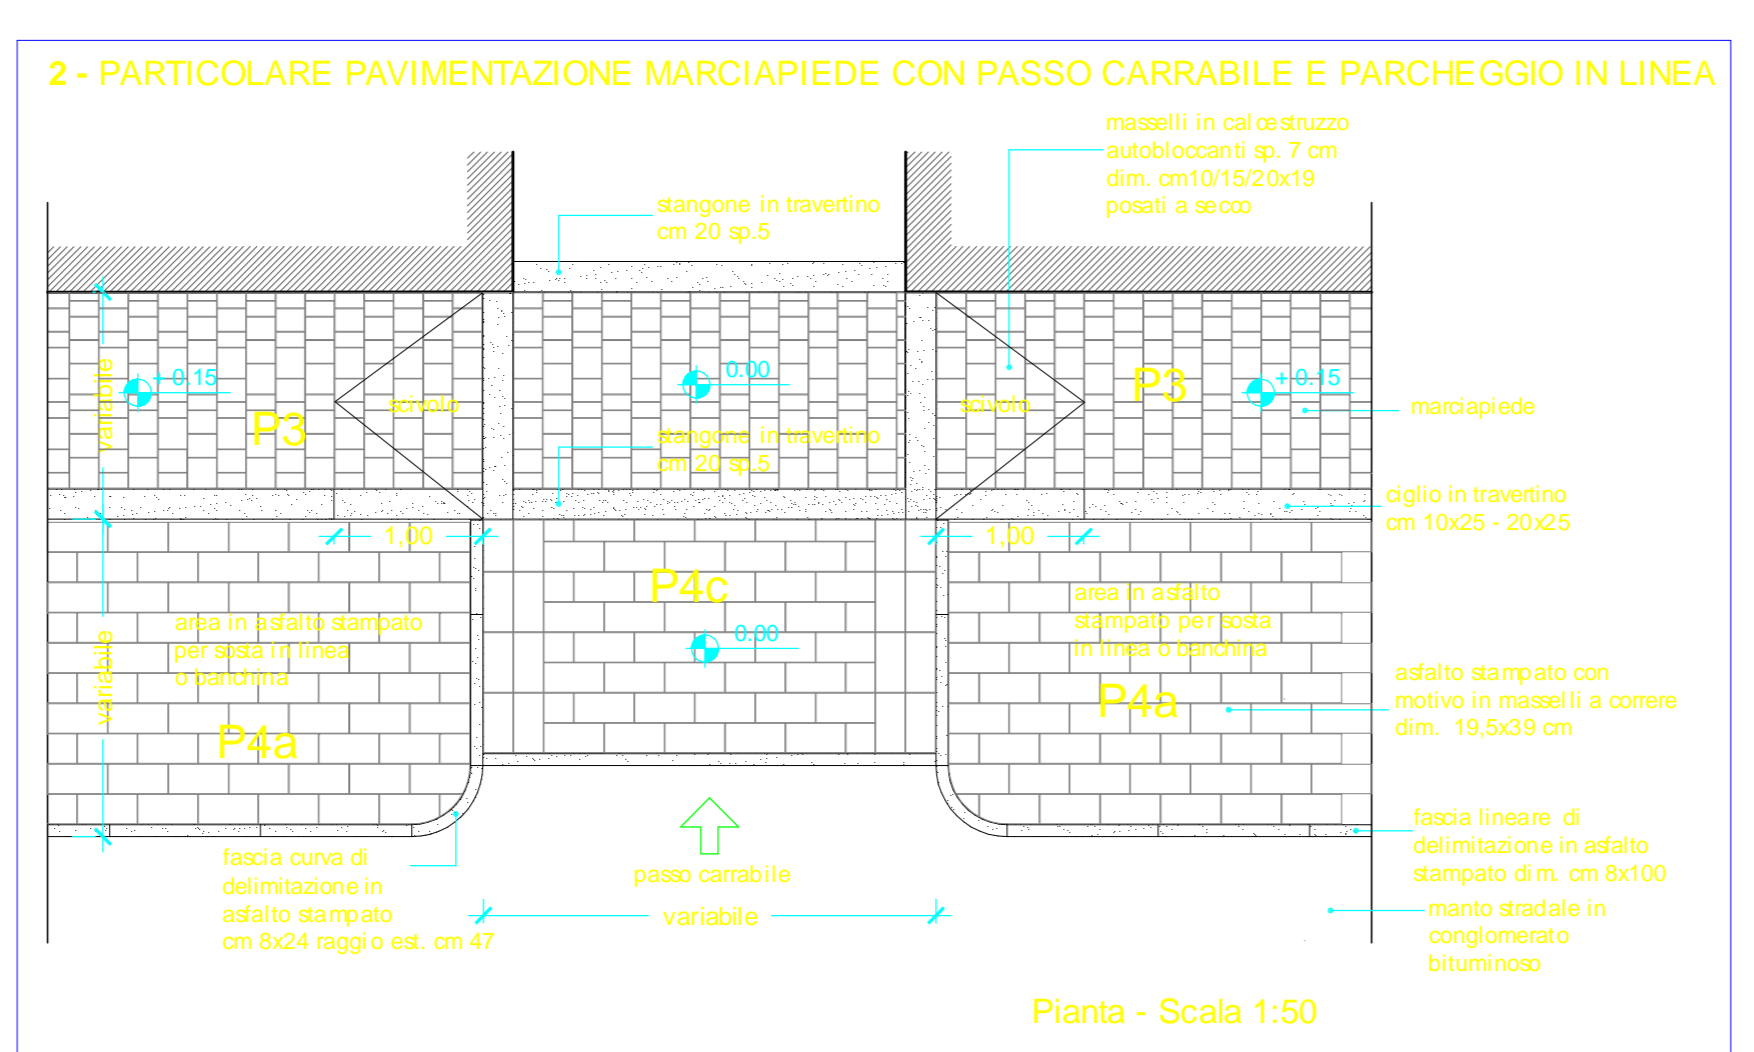 2 - PARTICOLARE PAVIMENTAZIONE MARCIAPIEDE CON PASSO CARRABILE E PARCHEGGIO IN LINEA
masselli in calcestruzzo
autobloccanti sp. 7 cm
dim. cm10/15/20x19
posati a secco
stangone in travertino
cm 20 sp.5
variabile
+ 0.15
P3
scivolo
0.00
stangone in travertino
cm 20 sp.5
scivolo
P3
+ 0.15
marciapiede
ciglio in travertino
cm 10x25 - 20x25
1,00
1,00
variabile
area in asfalto stampato
per sosta in linea
o banchina
P4a
P4c
0.00
area in asfalto
stampato per sosta
in linea o banchina
P4a
asfalto stampato con
motivo in masselli a correre
dim. 19,5x39 cm
fascia curva di
delimitazione in
asfalto stampato
cm 8x24 raggio est. cm 47
passo carrabile
variabile
fascia lineare di
delimitazione in asfalto
stampato dim. cm 8x100
manto stradale in
conglomerato
bituminoso
Pianta - Scala 1:50